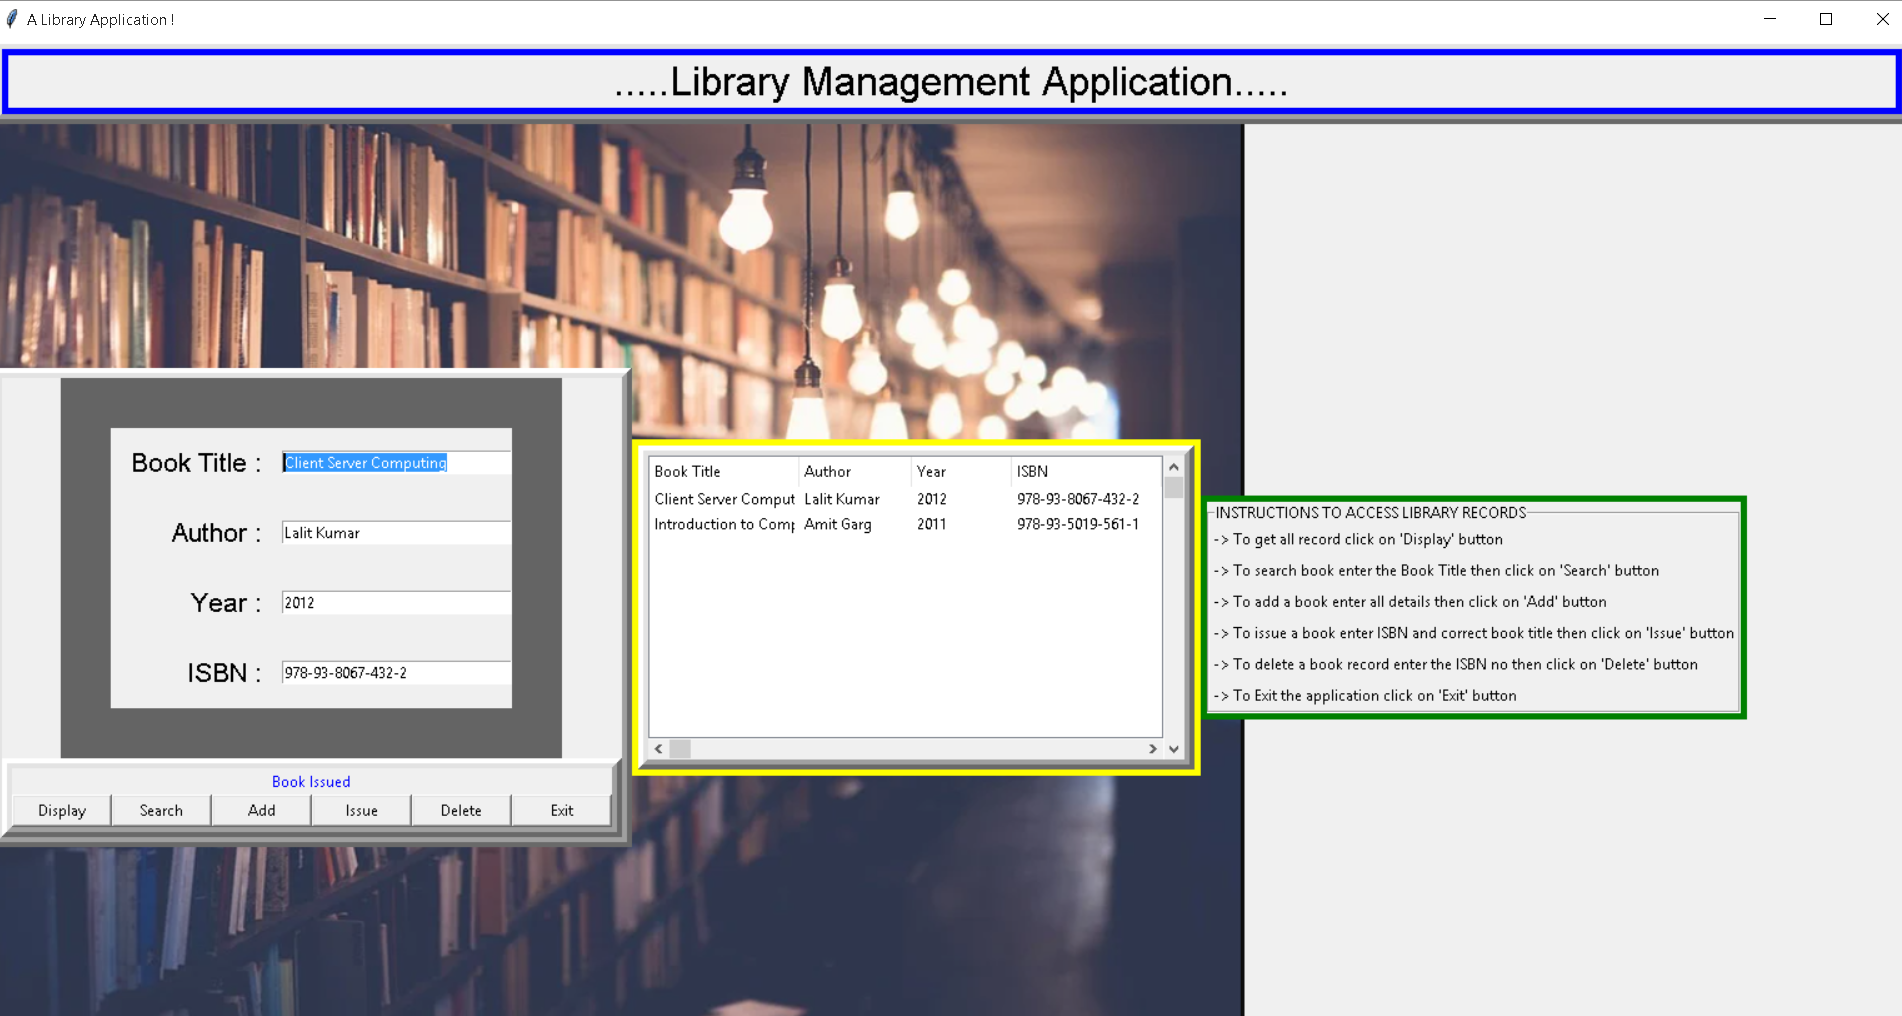 A Library Application !
.....Library Management Application.....
Book Title :
Client Server Computing
Author :
Lalit Kumar
Year :
2012
ISBN :
978-93-8067-432-2
Book Issued
Display Search Add Issue Delete Exit
Book Title Author Year ISBN
Client Server Comput Lalit Kumar 2012 978-93-8067-432-2
Introduction to Comp Amit Garg 2011 978-93-5019-561-1
INSTRUCTIONS TO ACCESS LIBRARY RECORDS
-> To get all record click on 'Display' button
-> To search book enter the Book Title then click on 'Search' button
-> To add a book enter all details then click on 'Add' button
-> To issue a book enter ISBN and correct book title then click on 'Issue' button
-> To delete a book record enter the ISBN no then click on 'Delete' button
-> To Exit the application click on 'Exit' button